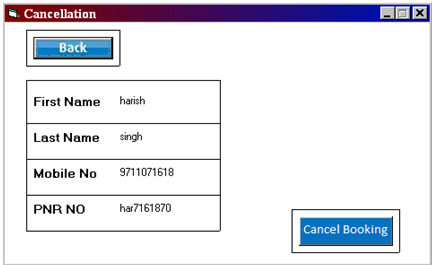 Cancellation
Back
First Name harish
Last Name singh
Mobile No 9711071618
PNR NO har7161870
Cancel Booking